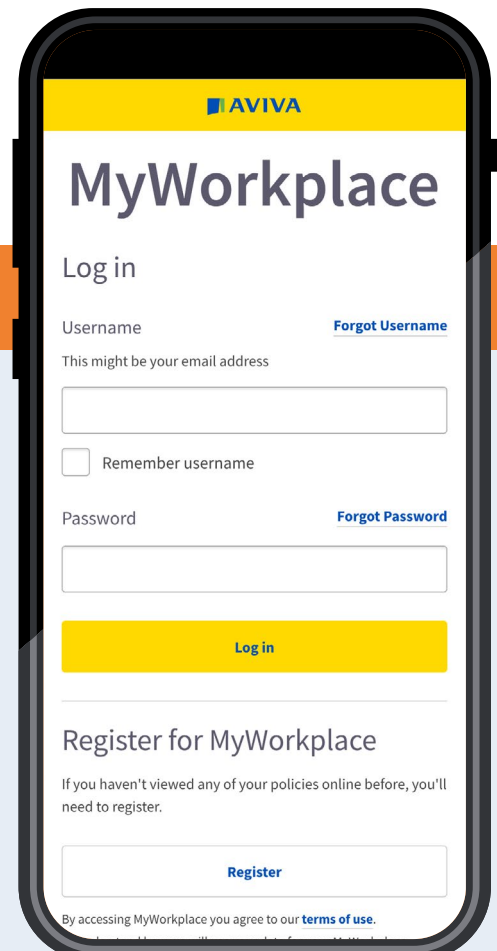 AVIVA
MyWorkplace
Log in
Username Forgot Username
This might be your email address
Remember username
Password Forgot Password
Log in
Register for MyWorkplace
If you haven't viewed any of your policies online before, you'll
need to register.
Register
By accessing MyWorkplace you agree to our terms of use.